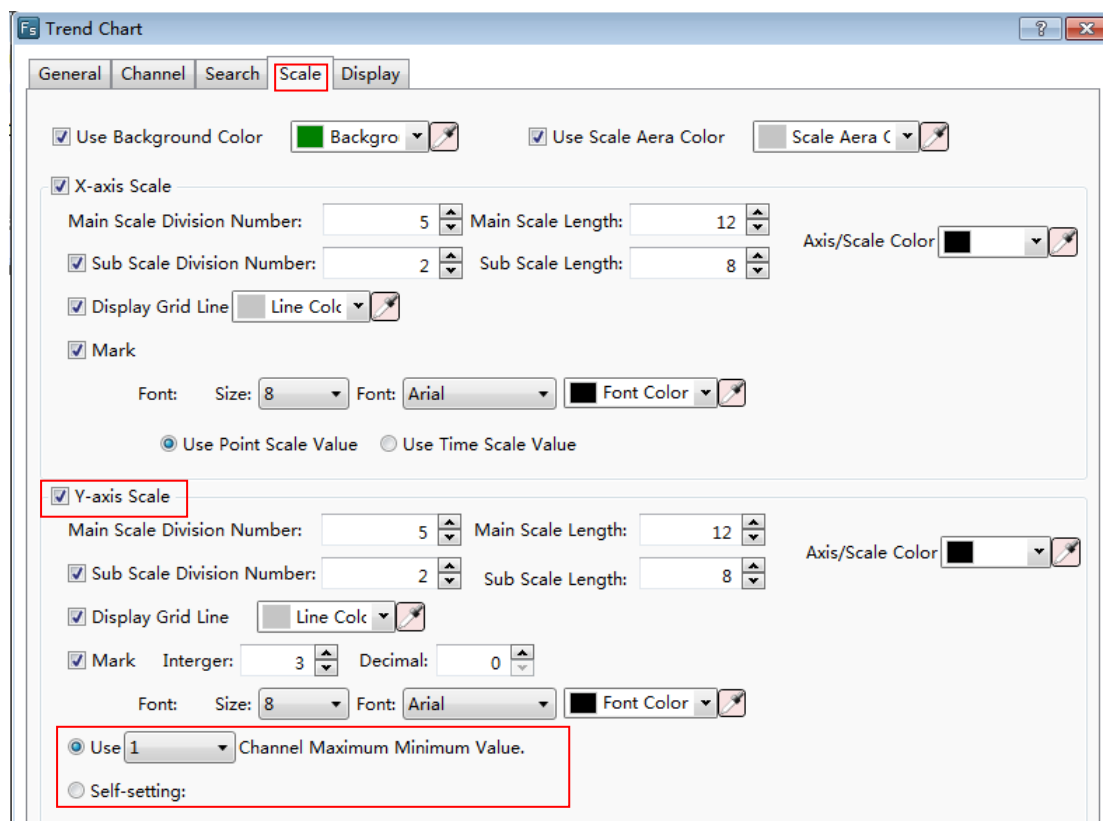 Fs Trend Chart
General Channel Search Scale Display
Use Background Color Backgro Use Scale Aera Color Scale Aera C
X-axis Scale
Main Scale Division Number: 5 Main Scale Length: 12
Axis/Scale Color
Sub Scale Division Number: 2 Sub Scale Length: 8
Display Grid Line Line Colc
Mark
Font: Size: 8 Font: Arial Font Color
Use Point Scale Value Use Time Scale Value
Y-axis Scale
Main Scale Division Number: 5 Main Scale Length: 12
Axis/Scale Color
Sub Scale Division Number: 2 Sub Scale Length: 8
Display Grid Line Line Colc
Mark Interger: 3 Decimal: 0
Font: Size: 8 Font: Arial Font Color
Use 1 Channel Maximum Minimum Value.
Self-setting: